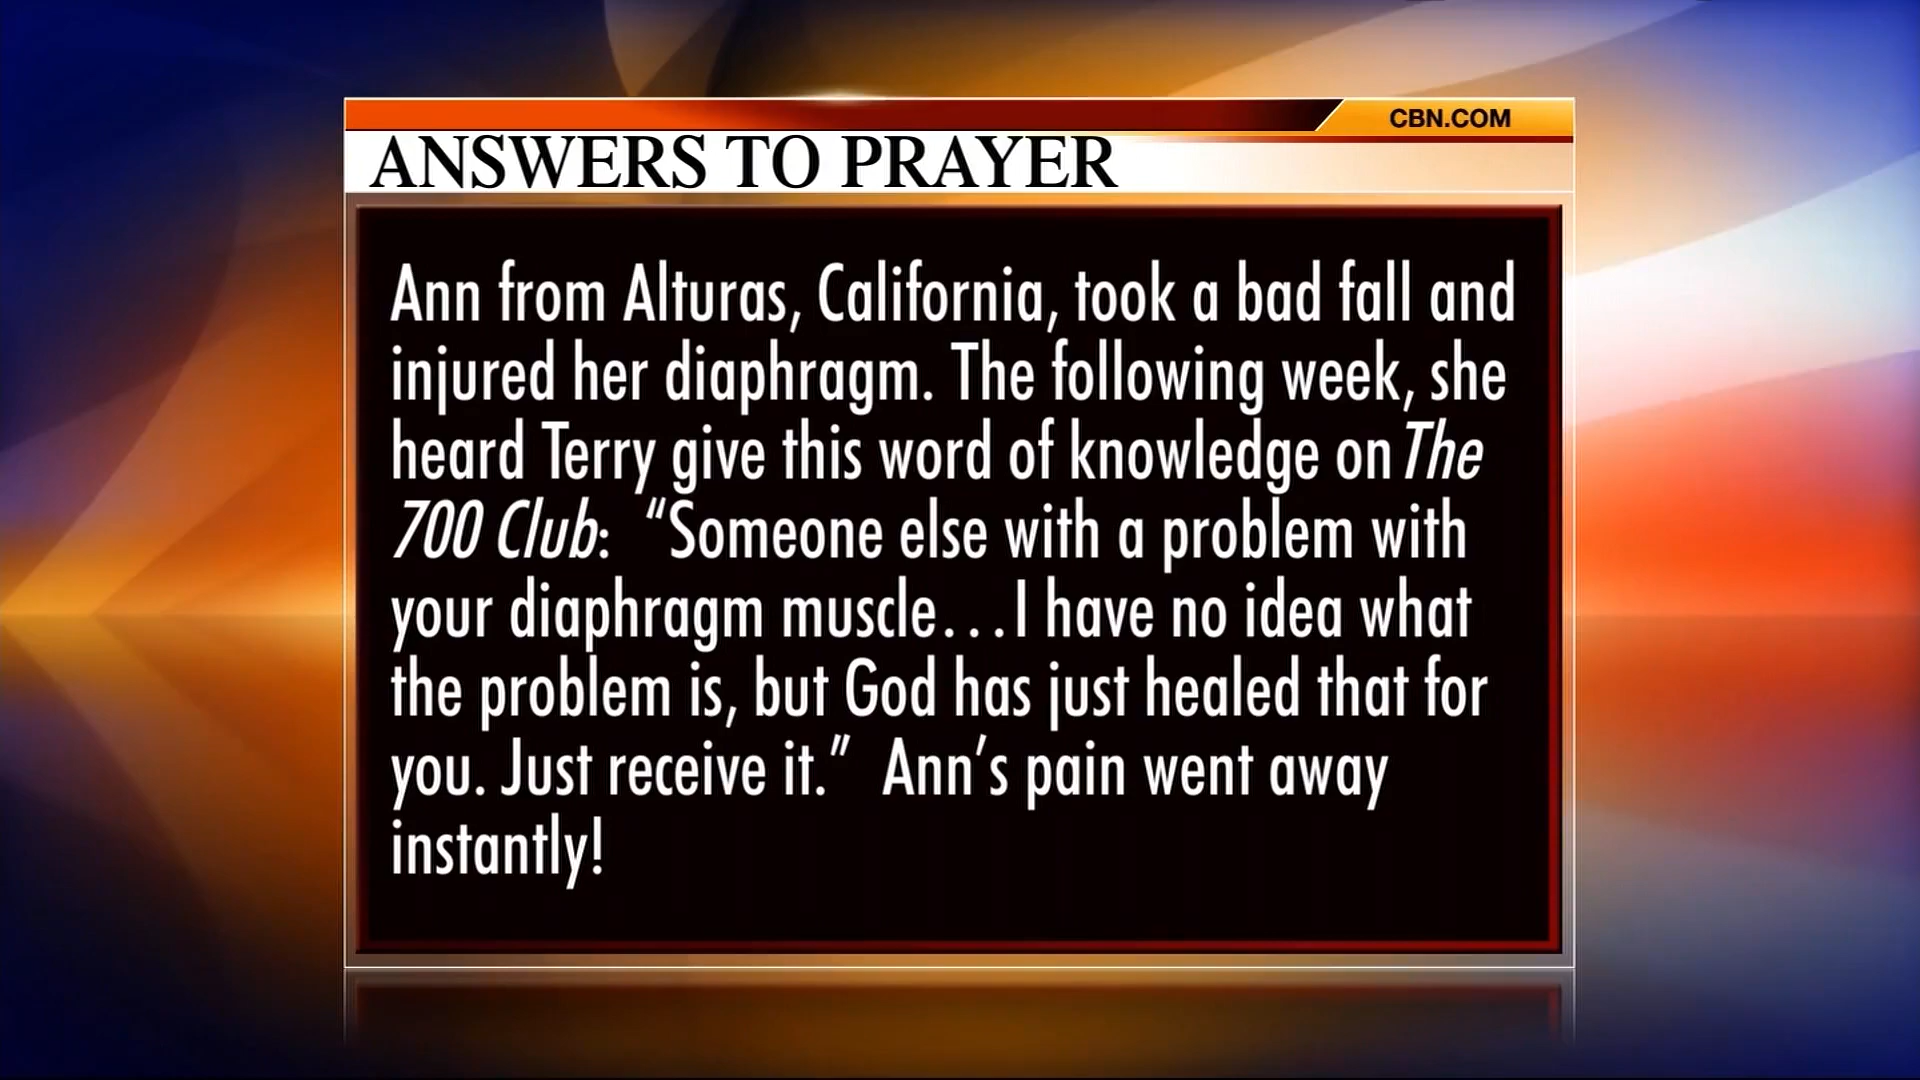 CBN.COM
ANSWERS TO PRAYER
Ann from Alturas, California, took a bad fall and
injured her diaphragm. The following week, she
heard Terry give this word of knowledge on The
700 Club: “Someone else with a problem with
your diaphragm muscle…I have no idea what
the problem is, but God has just healed that for
you. Just receive it.” Ann’s pain went away
instantly!